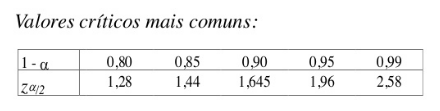 Valores críticos mais comuns:
1 - α 0,80 0,85 0,90 0,95 0,99
zα/2 1,28 1,44 1,645 1,96 2,58